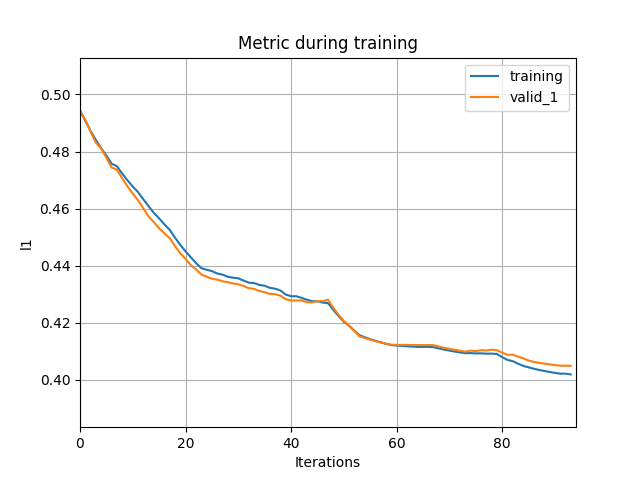 Metric during training
training
valid_1
0.50
0.48
0.46
0.44
0.42
0.40
l1
0 20 40 60 80
Iterations